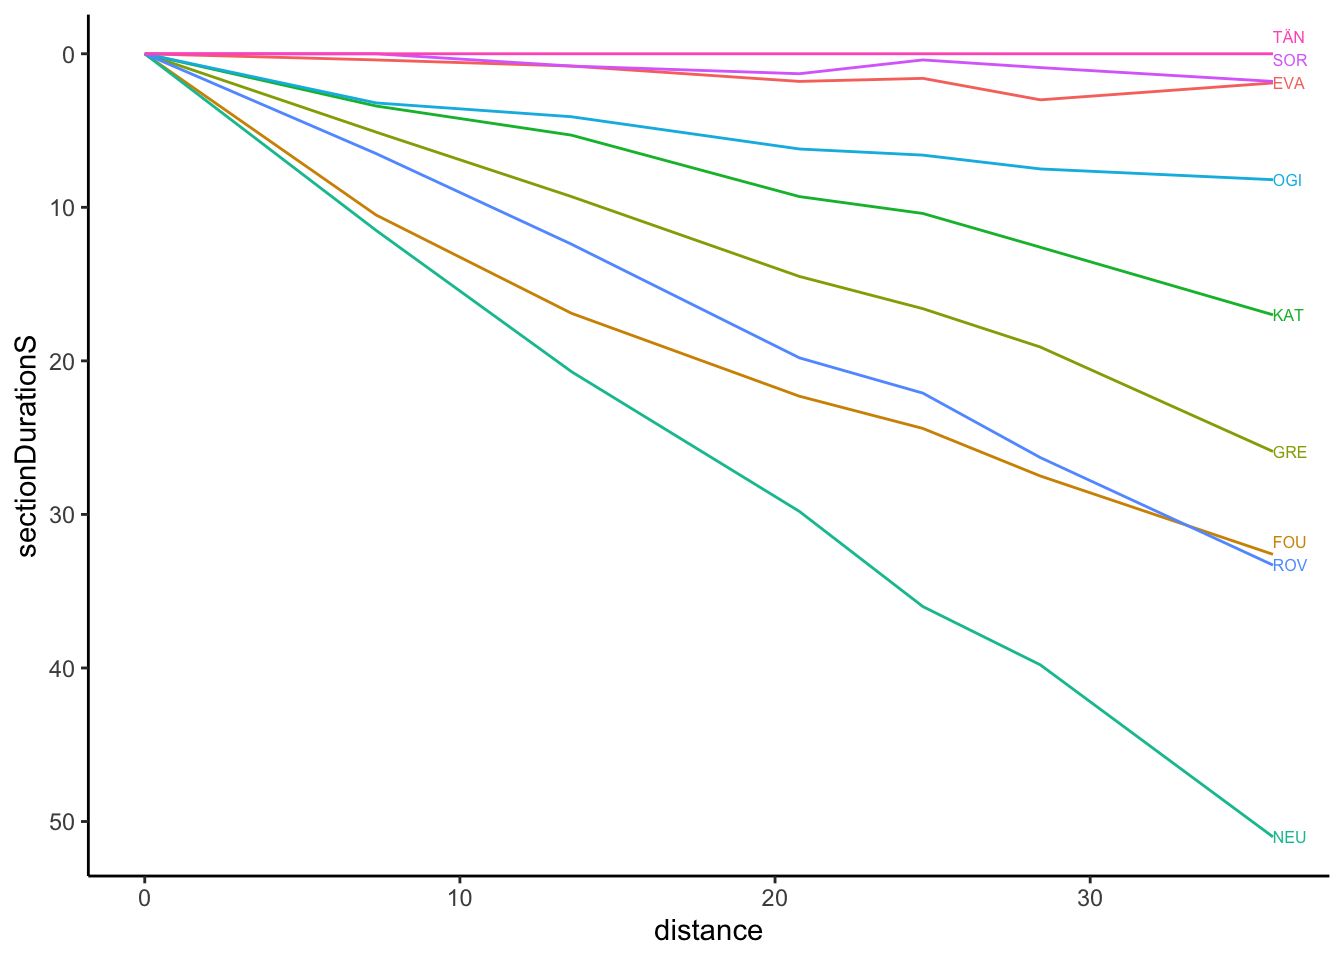 0
10
20
30
40
50
sectionDurationS
TÄN
SOR
EVA
OGI
KAT
GRE
FOU
ROV
NEU
0 10 20 30
distance